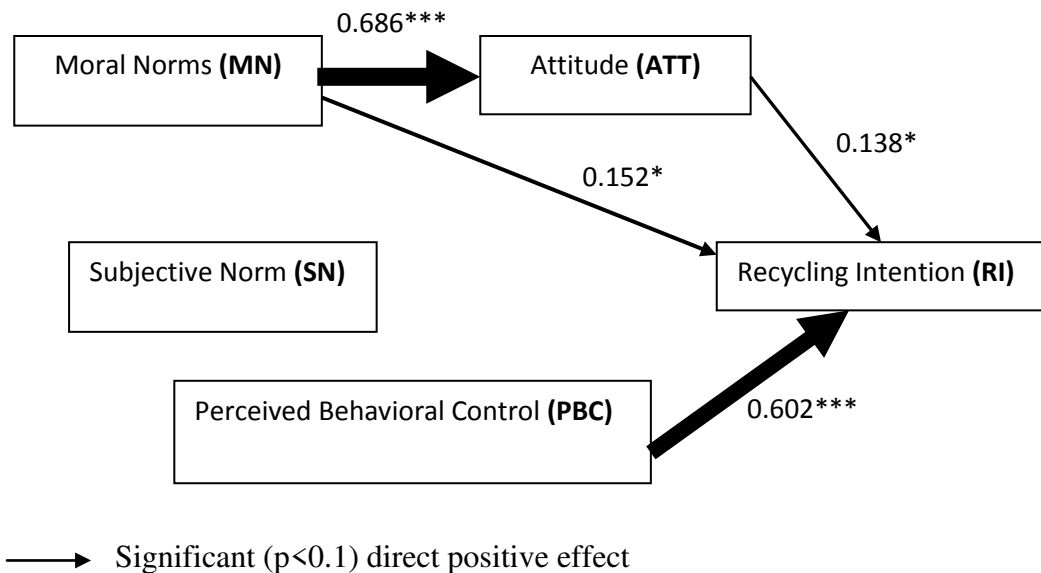 0.686***
Moral Norms (MN)
Attitude (ATT)
0.138*
0.152*
Subjective Norm (SN)
Recycling Intention (RI)
Perceived Behavioral Control (PBC)
0.602***
Significant (p<0.1) direct positive effect